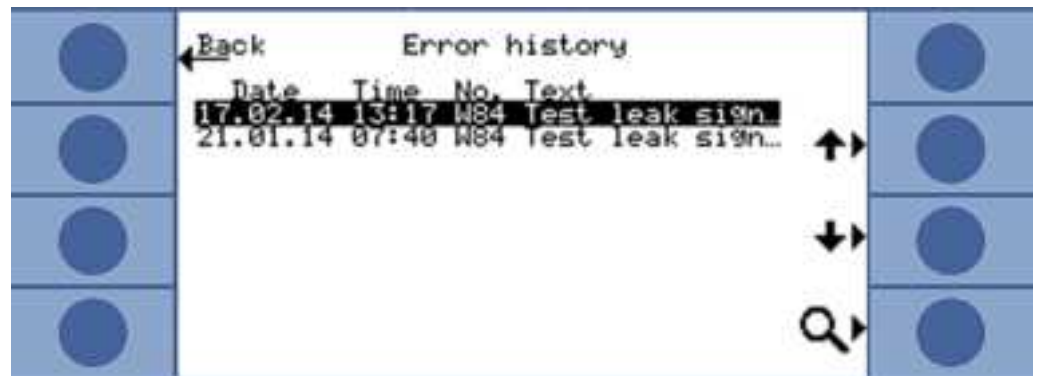 Back Error history
Date Time No. Text
17.02.14 13:17 W84 Test leak sign…
21.01.14 07:40 W84 Test leak sign…